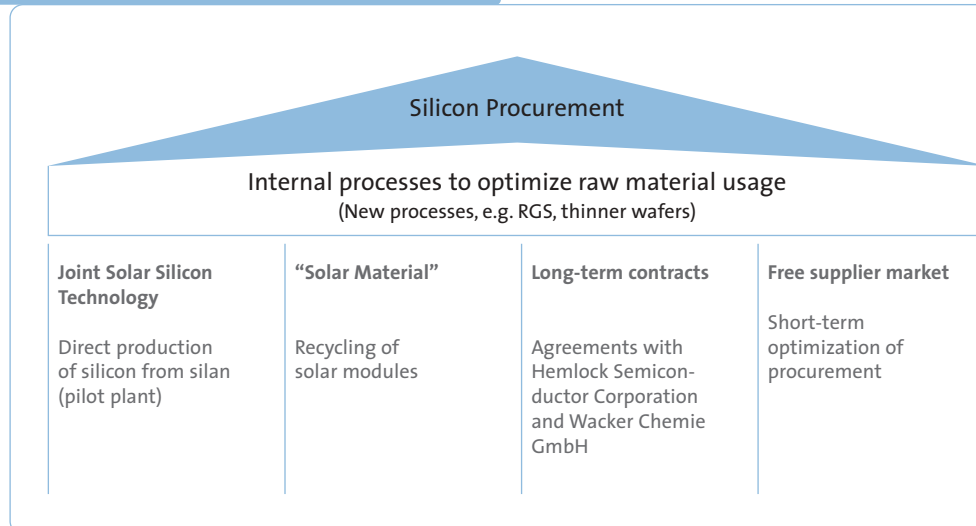 Silicon Procurement
Internal processes to optimize raw material usage
(New processes, e.g. RGS, thinner wafers)
Joint Solar Silicon
Technology
Direct production
of silicon from silan
(pilot plant)
“Solar Material”
Recycling of
solar modules
Long-term contracts
Agreements with
Hemlock Semicon-
ductor Corporation
and Wacker Chemie
GmbH
Free supplier market
Short-term
optimization of
procurement